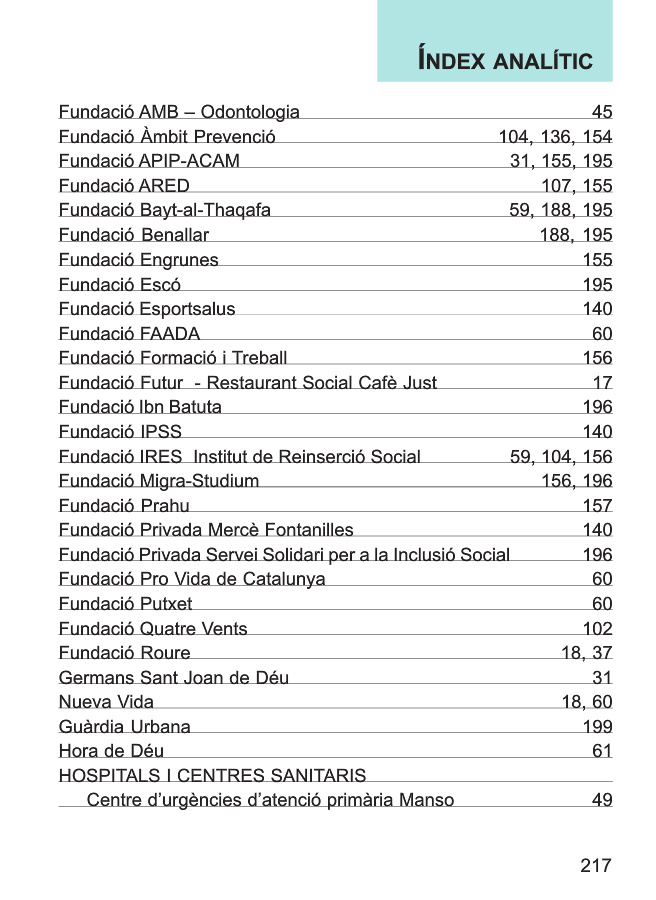 ÍNDEX ANALÍTIC
Fundació AMB – Odontologia 45
Fundació Àmbit Prevenció 104, 136, 154
Fundació APIP-ACAM 31, 155, 195
Fundació ARED 107, 155
Fundació Bayt-al-Thaqafa 59, 188, 195
Fundació Benallar 188, 195
Fundació Engrunes 155
Fundació Escó 195
Fundació Esportsalus 140
Fundació FAADA 60
Fundació Formació i Treball 156
Fundació Futur - Restaurant Social Cafè Just 17
Fundació Ibn Batuta 196
Fundació IPSS 140
Fundació IRES Institut de Reinserció Social 59, 104, 156
Fundació Migra-Studium 156, 196
Fundació Prahu 157
Fundació Privada Mercè Fontanilles 140
Fundació Privada Servei Solidari per a la Inclusió Social 196
Fundació Pro Vida de Catalunya 60
Fundació Putxet 60
Fundació Quatre Vents 102
Fundació Roure 18, 37
Germans Sant Joan de Déu 31
Nueva Vida 18, 60
Guàrdia Urbana 199
Hora de Déu 61
HOSPITALS I CENTRES SANITARIS
Centre d’urgències d’atenció primària Manso 49
217